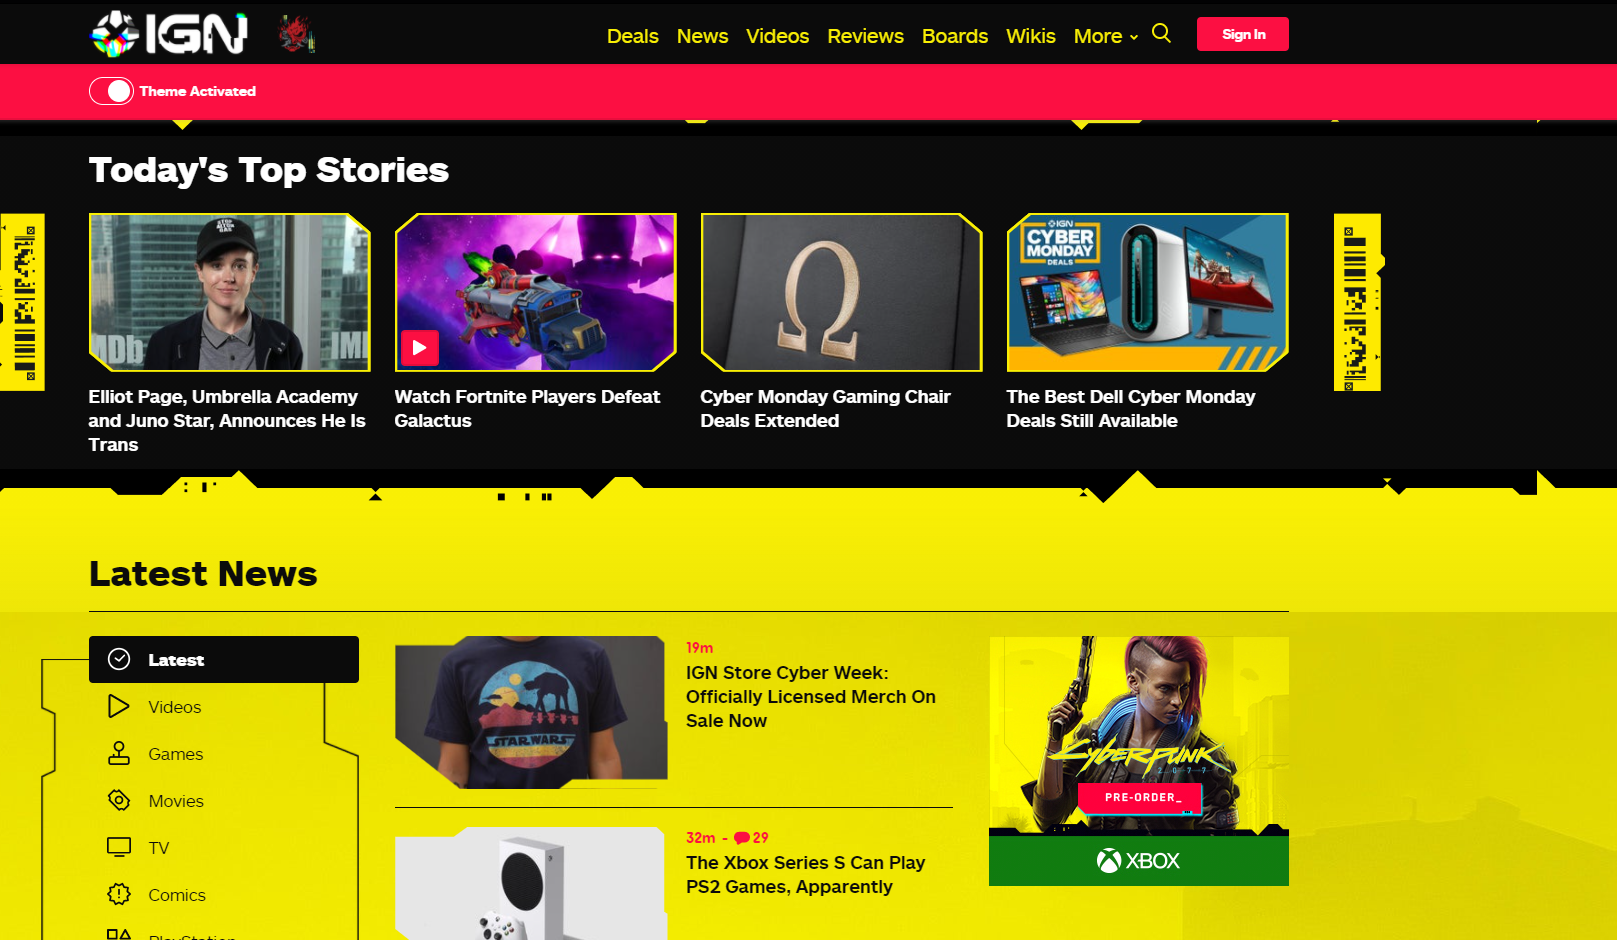 IGN
Deals
News
Videos
Reviews
Boards
Wikis
More
Sign In
Theme Activated
Today's Top Stories
IMDb
IM
IGN
CYBER
MONDAY
DEALS
Elliot Page, Umbrella Academy
and Juno Star, Announces He Is
Trans
Watch Fortnite Players Defeat
Galactus
Cyber Monday Gaming Chair
Deals Extended
The Best Dell Cyber Monday
Deals Still Available
Latest News
Latest
Videos
Games
Movies
TV
Comics
PlayStation
STAR WARS
19m
IGN Store Cyber Week:
Officially Licensed Merch On
Sale Now
32m - 29
The Xbox Series S Can Play
PS2 Games, Apparently
Cyberpunk
2077
PRE-ORDER_
XBOX